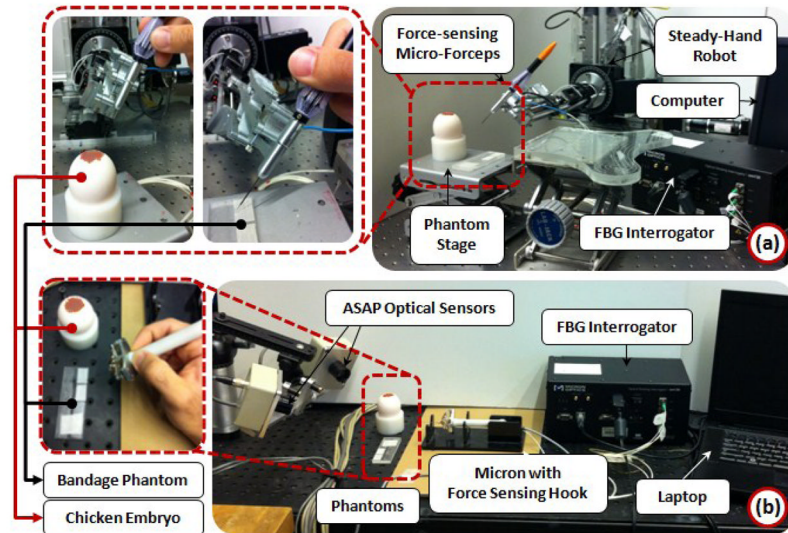 Force-sensing
Micro-Forceps
Steady-Hand
Robot
Computer
Phantom
Stage
FBG Interrogator
(a)
ASAP Optical Sensors
FBG Interrogator
Bandage Phantom
Chicken Embryo
Phantoms
Micron with
Force Sensing Hook
Laptop
(b)